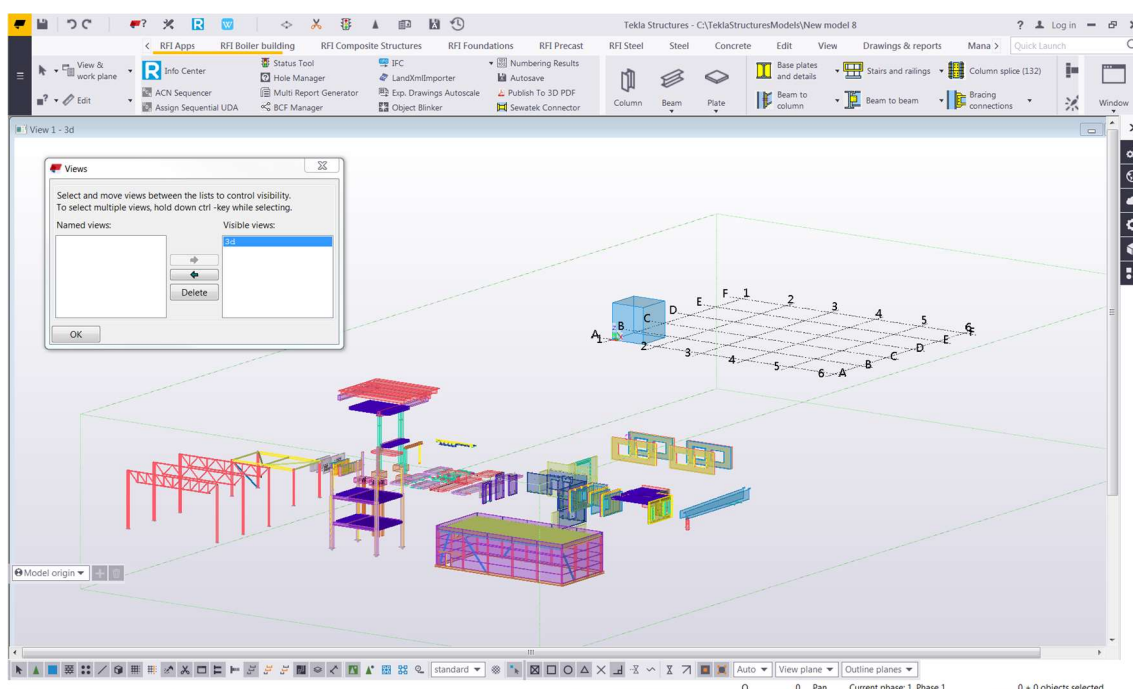 Tekla Structures - C:\TeklaStructuresModels\New model 8
? Log in
RFI Apps RFI Boiler building RFI Composite Structures RFI Foundations RFI Precast RFI Steel Steel Concrete Edit View Drawings & reports Mana > Quick Launch
View & work plane
Edit
Info Center
ACN Sequencer
Assign Sequential UDA
Status Tool
Hole Manager
Multi Report Generator
BCF Manager
IFC
LandXmlImporter
Exp. Drawings Autoscale
Object Blinker
Numbering Results
Autosave
Publish To 3D PDF
Sewatek Connector
Column
Beam
Plate
Base plates and details
Beam to column
Stairs and railings
Beam to beam
Column splice (132)
Bracing connections
Window
View 1 - 3d
Views
Select and move views between the lists to control visibility.
To select multiple views, hold down ctrl -key while selecting.
Named views:
Visible views:
3d
Delete
OK
F 1 2 3 4 5 6 F
A B C D E
1 2 3 4 5 6 A B C D E
Model origin
standard
Auto
View plane
Outline planes
O 0 Pan Current phase: 1, Phase 1 0 + 0 objects selected